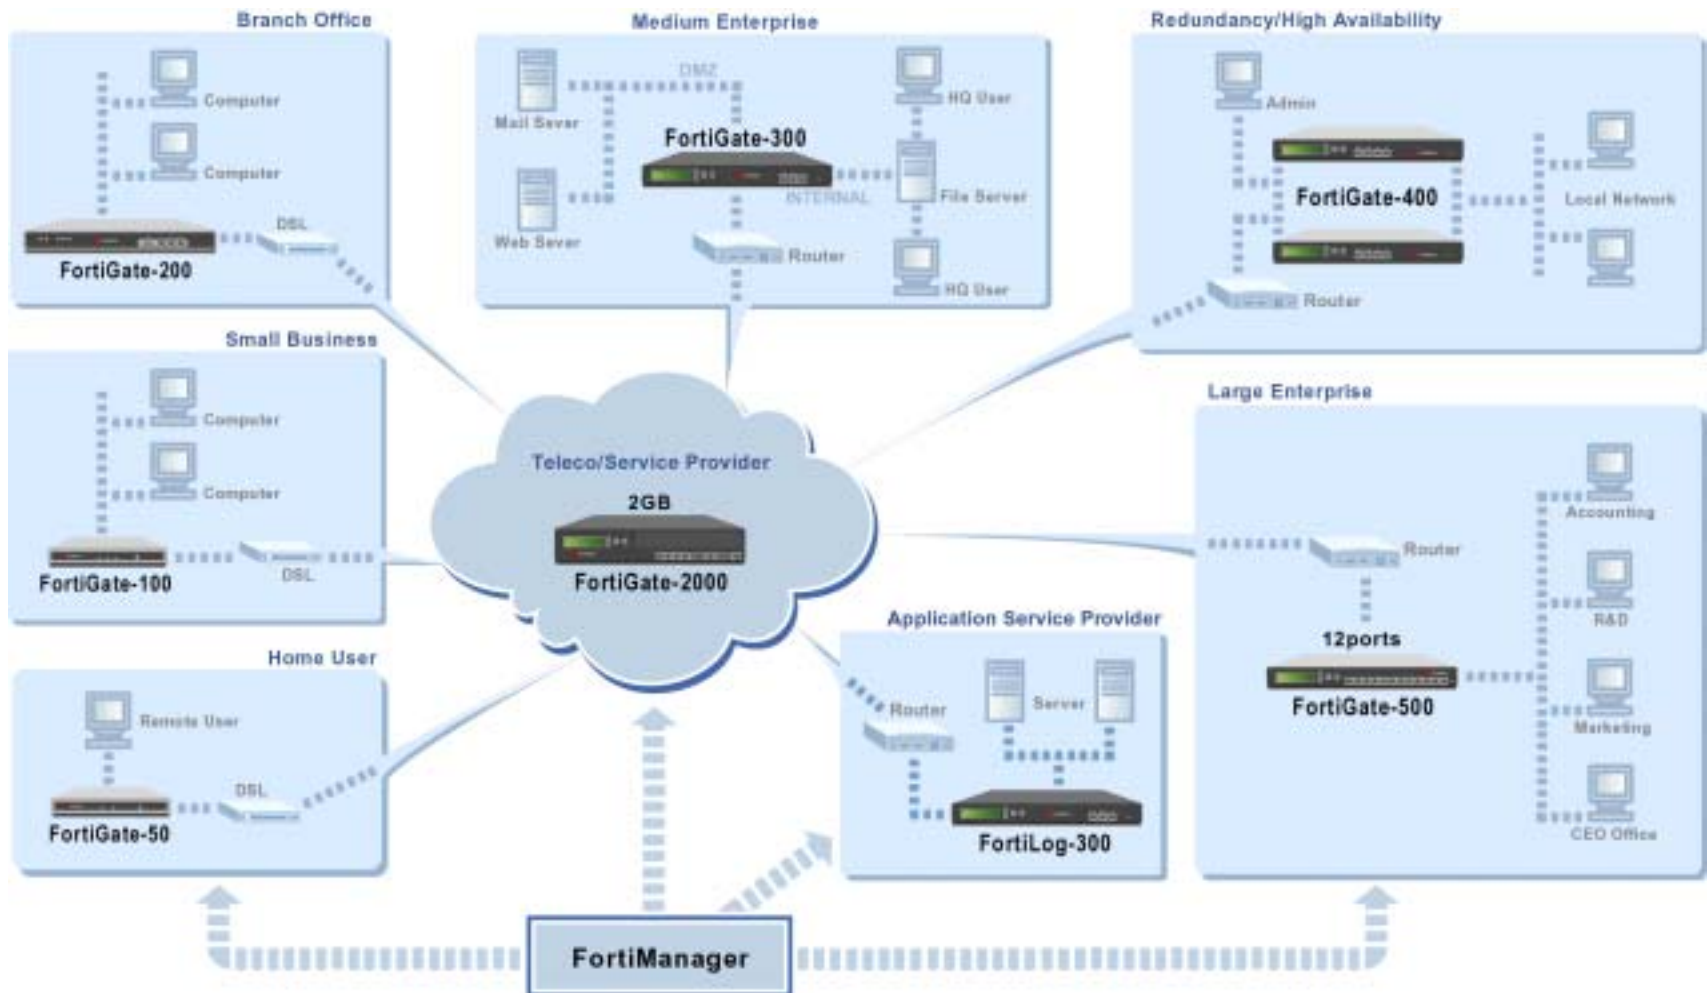 Branch Office
Computer
Computer
DSL
FortiGate-200
Medium Enterprise
DMZ
Mail Sever
FortiGate-300
HQ User
INTERNAL
File Server
Web Sever
Router
HQ User
Redundancy/High Availability
Admin
FortiGate-400
Local Network
Router
Small Business
Computer
Computer
FortiGate-100
DSL
Teleco/Service Provider
2GB
FortiGate-2000
Large Enterprise
Accounting
Router
R&D
12ports
FortiGate-500
Marketing
CEO Office
Home User
Remote User
DSL
FortiGate-50
Application Service Provider
Router
Server
FortiLog-300
FortiManager